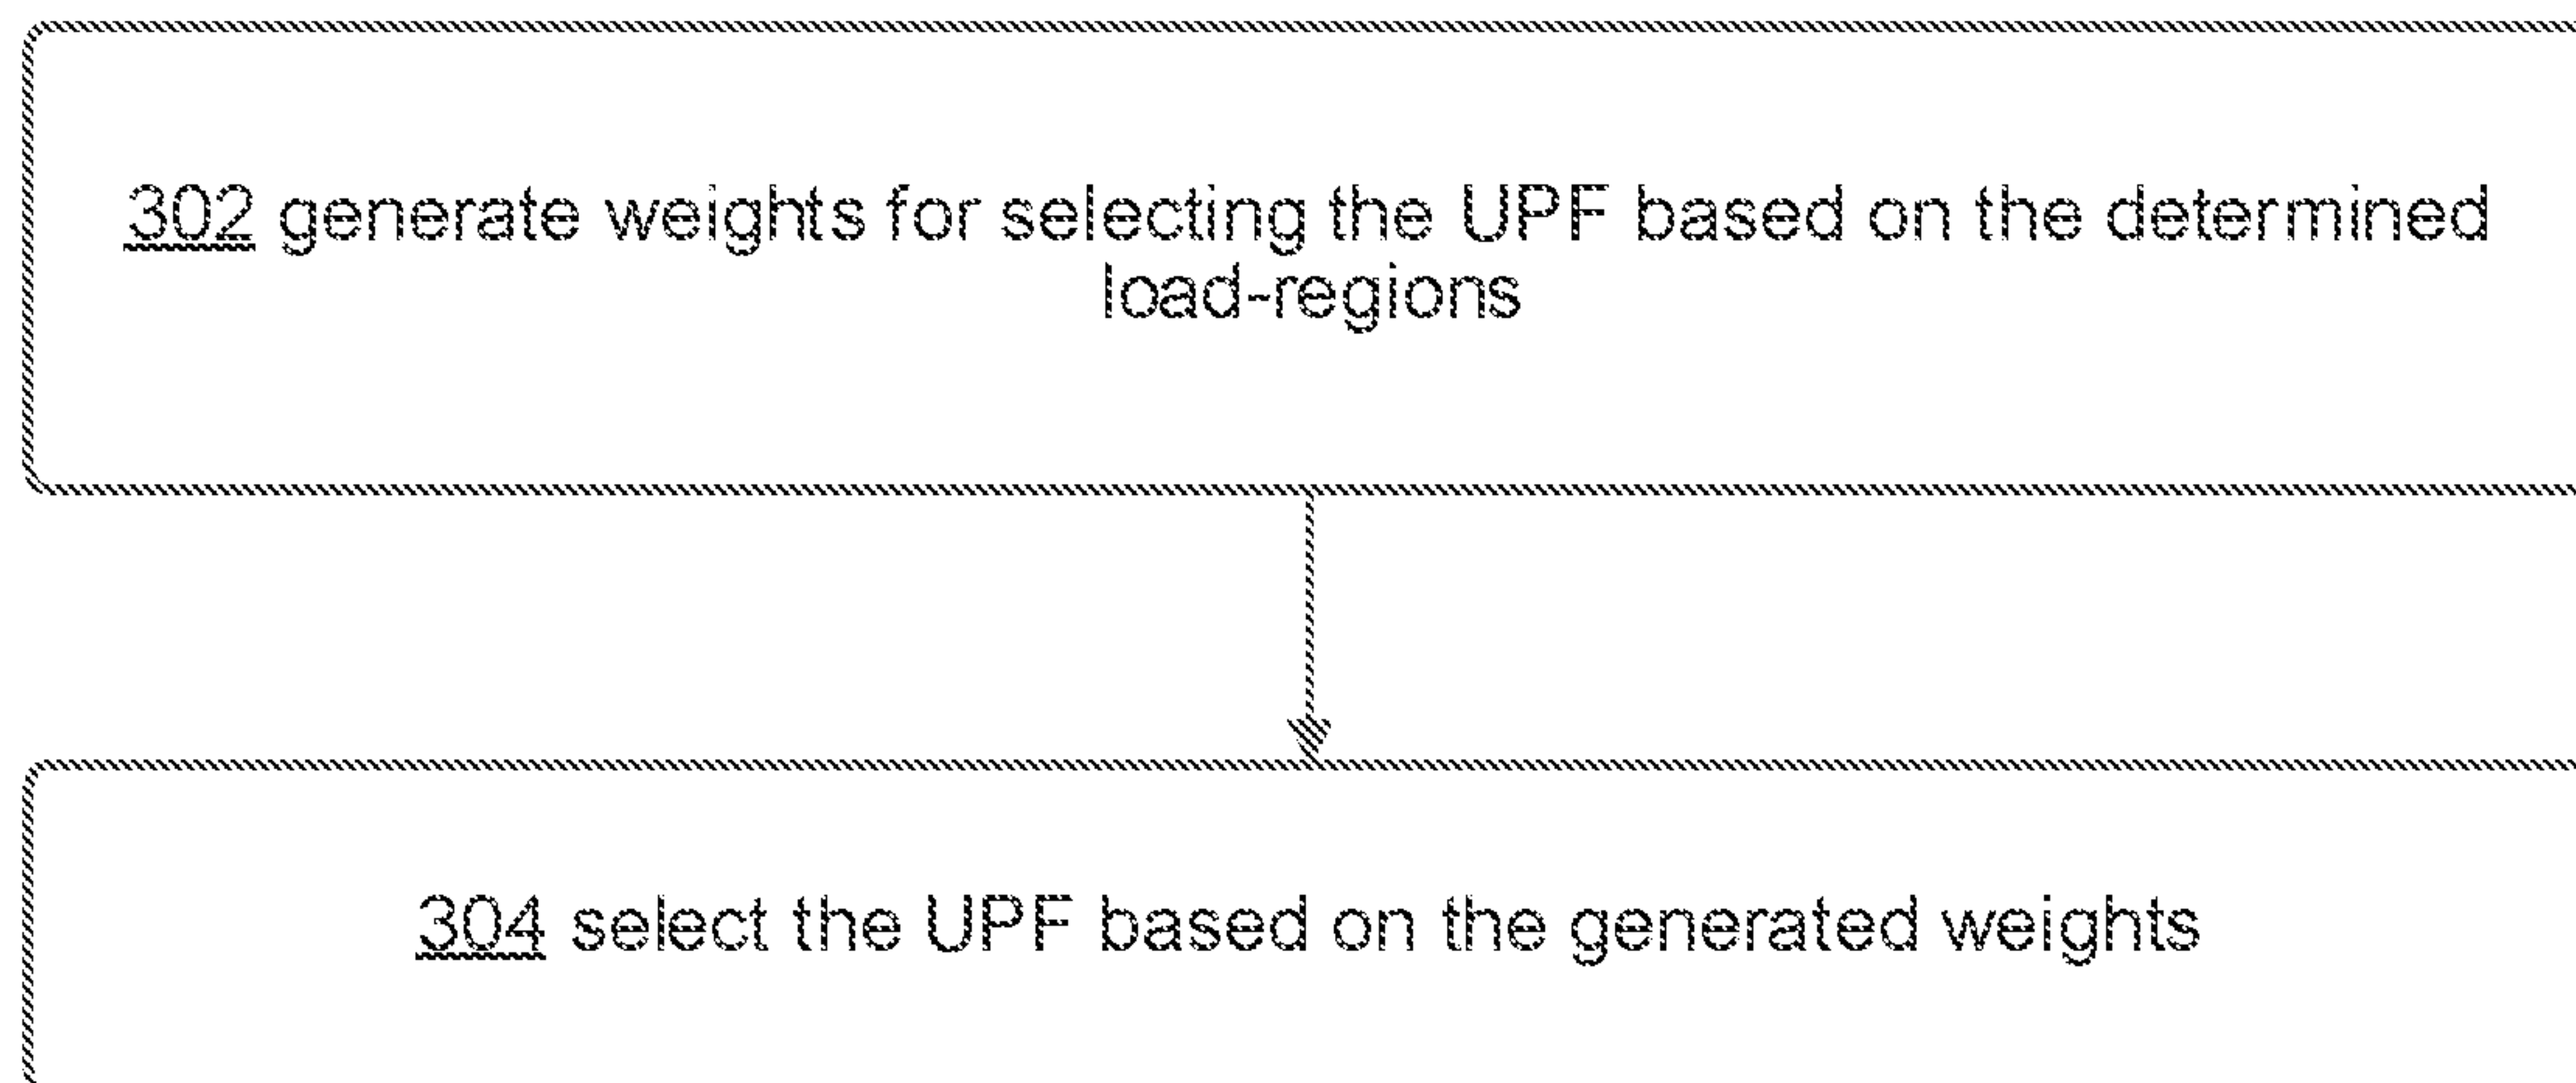 302 generate weights for selecting the UPF based on the determined
load-regions
304 select the UPF based on the generated weights